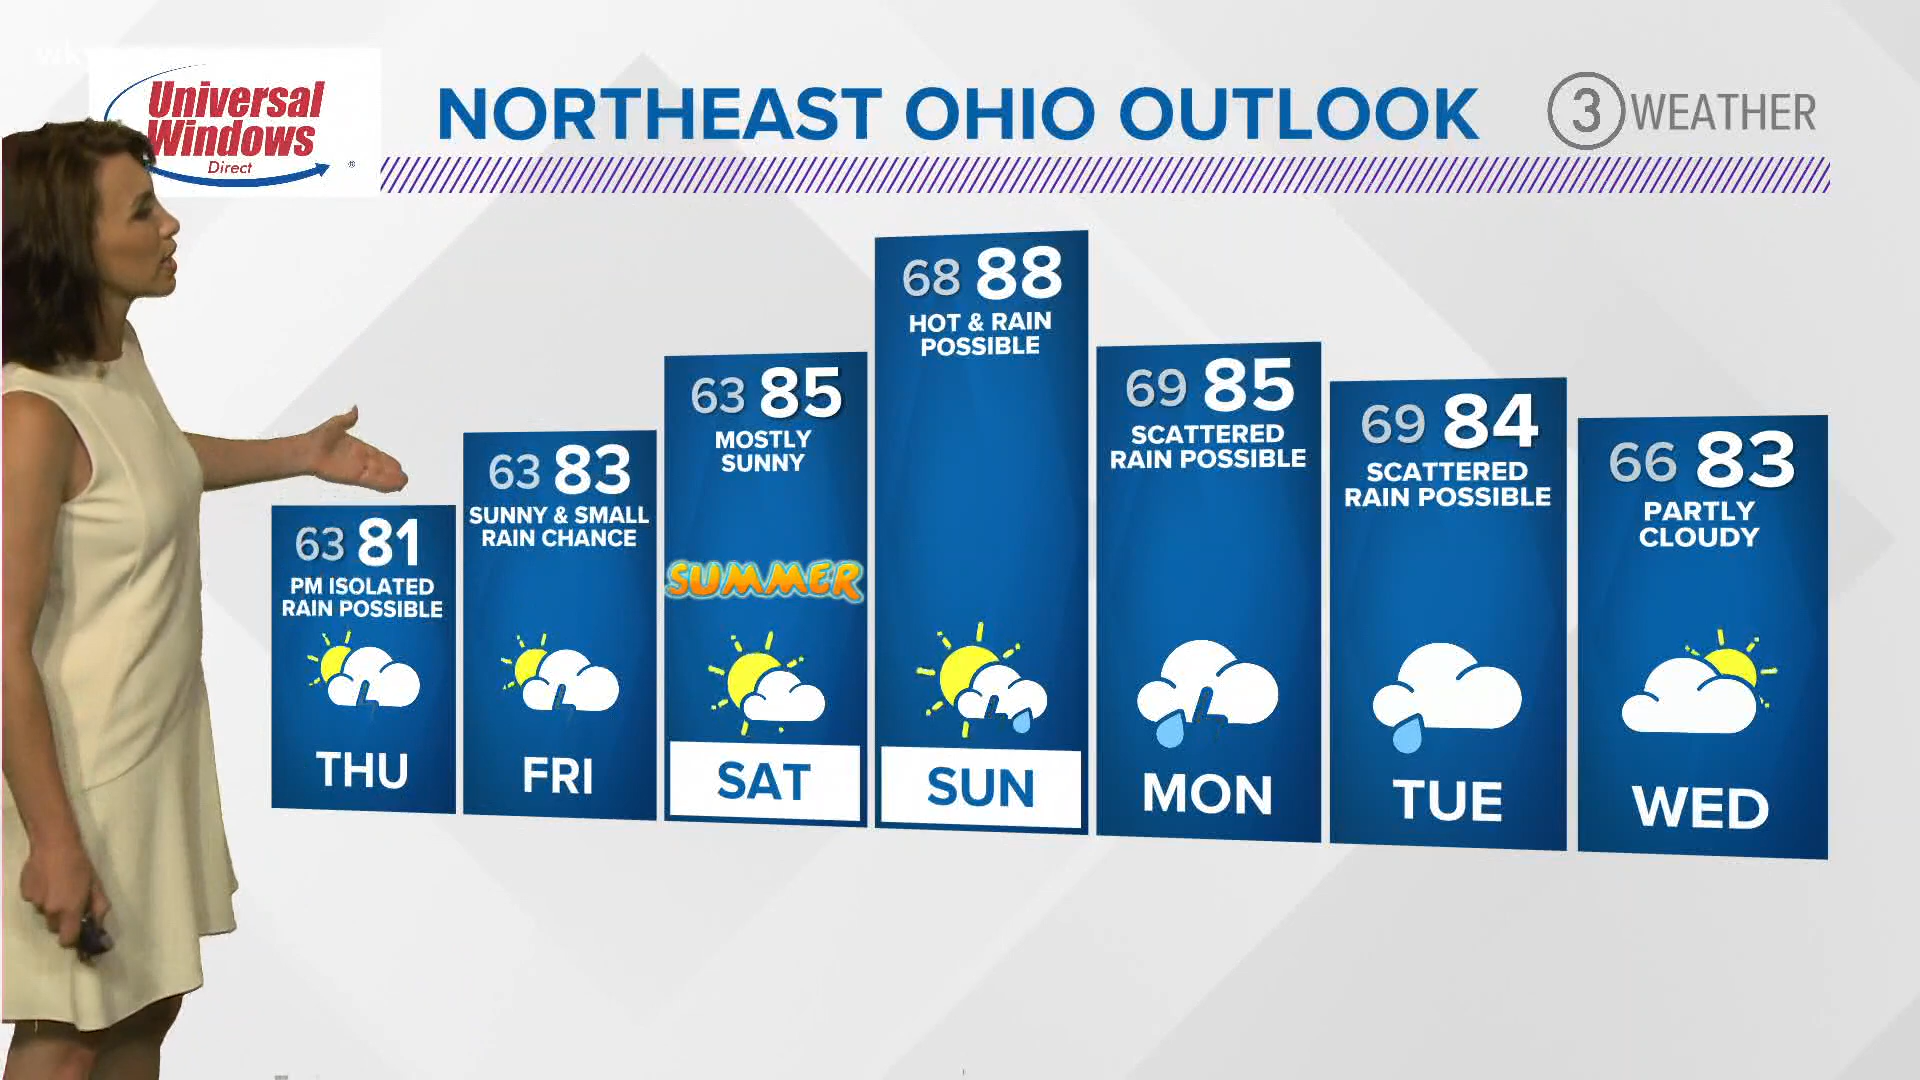 Universal
Windows
Direct
®
NORTHEAST OHIO OUTLOOK
3 WEATHER
63 81
PM ISOLATED
RAIN POSSIBLE
THU
63 83
SUNNY & SMALL
RAIN CHANCE
FRI
63 85
MOSTLY
SUNNY
SUMMER
SAT
68 88
HOT & RAIN
POSSIBLE
SUN
69 85
SCATTERED
RAIN POSSIBLE
MON
69 84
SCATTERED
RAIN POSSIBLE
TUE
66 83
PARTLY
CLOUDY
WED